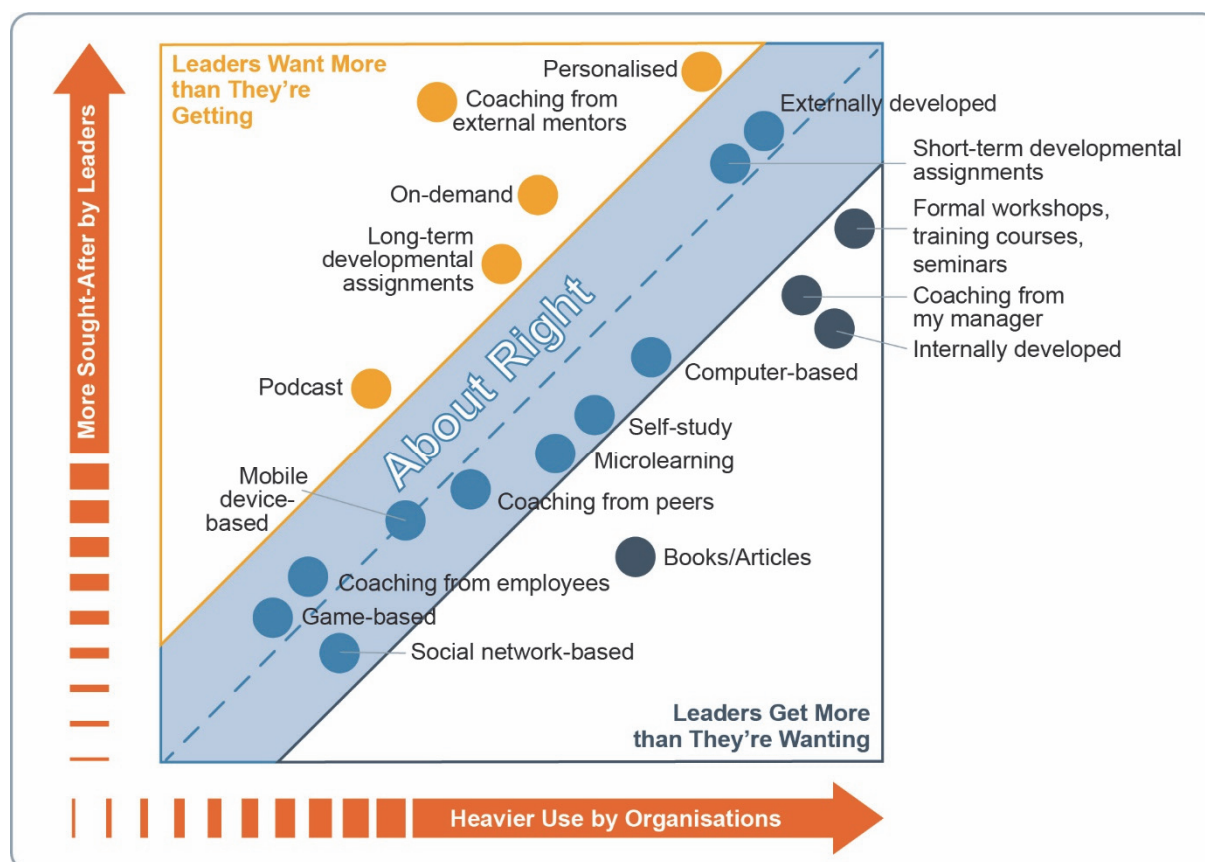 More Sought-After by Leaders
Leaders Want More
than They're
Getting
Personalised
Coaching from
external mentors
Externally developed
Short-term developmental
assignments
On-demand
Formal workshops,
training courses,
seminars
Long-term
developmental
assignments
Coaching from
my manager
About Right
Internally developed
Computer-based
Podcast
Self-study
Microlearning
Mobile
device-
based
Coaching from peers
Books/Articles
Coaching from employees
Game-based
Social network-based
Leaders Get More
than They're Wanting
Heavier Use by Organisations